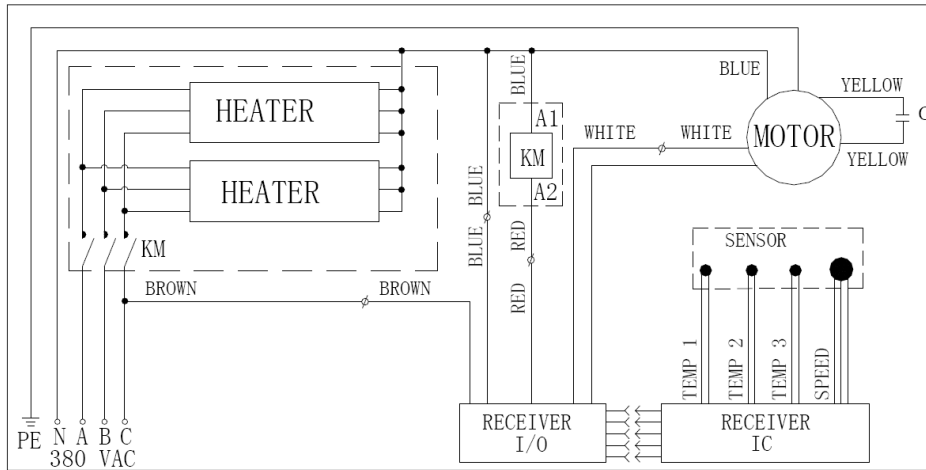 BLUE
YELLOW
HEATER
BLUE
A1
WHITE
WHITE
MOTOR
KM
YELLOW
HEATER
A2
BLUE
BLUE
RED
RED
SENSOR
KM
BROWN
BROWN
TEMP 1
TEMP 2
TEMP 3
SPEED
PE
N A B C
380 VAC
RECEIVER
I/O
RECEIVER
IC